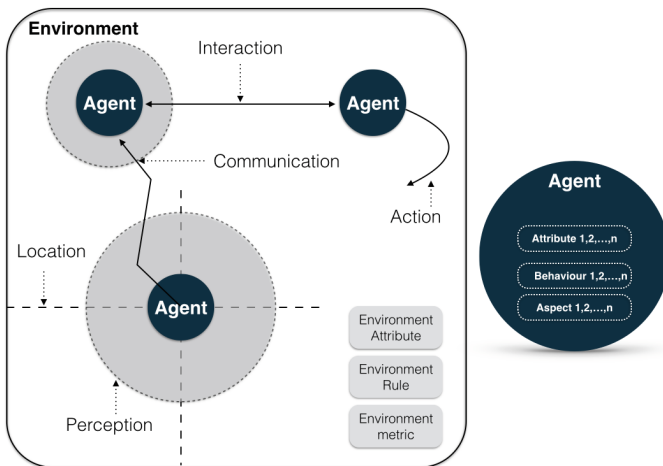 Environment
Interaction
Agent
Agent
Communication
Action
Location
Agent
Perception
Environment
Attribute
Environment
Rule
Environment
metric
Agent
Attribute 1,2,...,n
Behaviour 1,2,...,n
Aspect 1,2,...,n